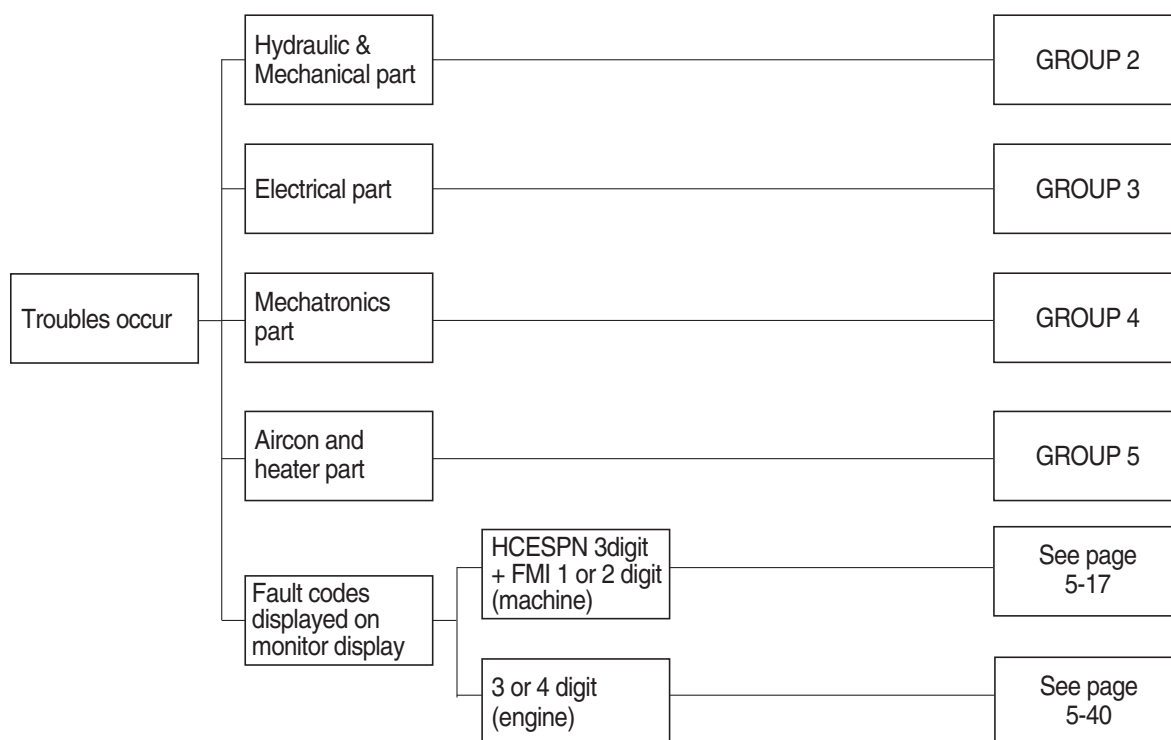 Hydraulic &
Mechanical part
GROUP 2
Electrical part
GROUP 3
Troubles occur
Mechatronics
part
GROUP 4
Aircon and
heater part
GROUP 5
Fault codes
displayed on
monitor display
HCESPN 3digit
+ FMI 1 or 2 digit
(machine)
See page
5-17
3 or 4 digit
(engine)
See page
5-40